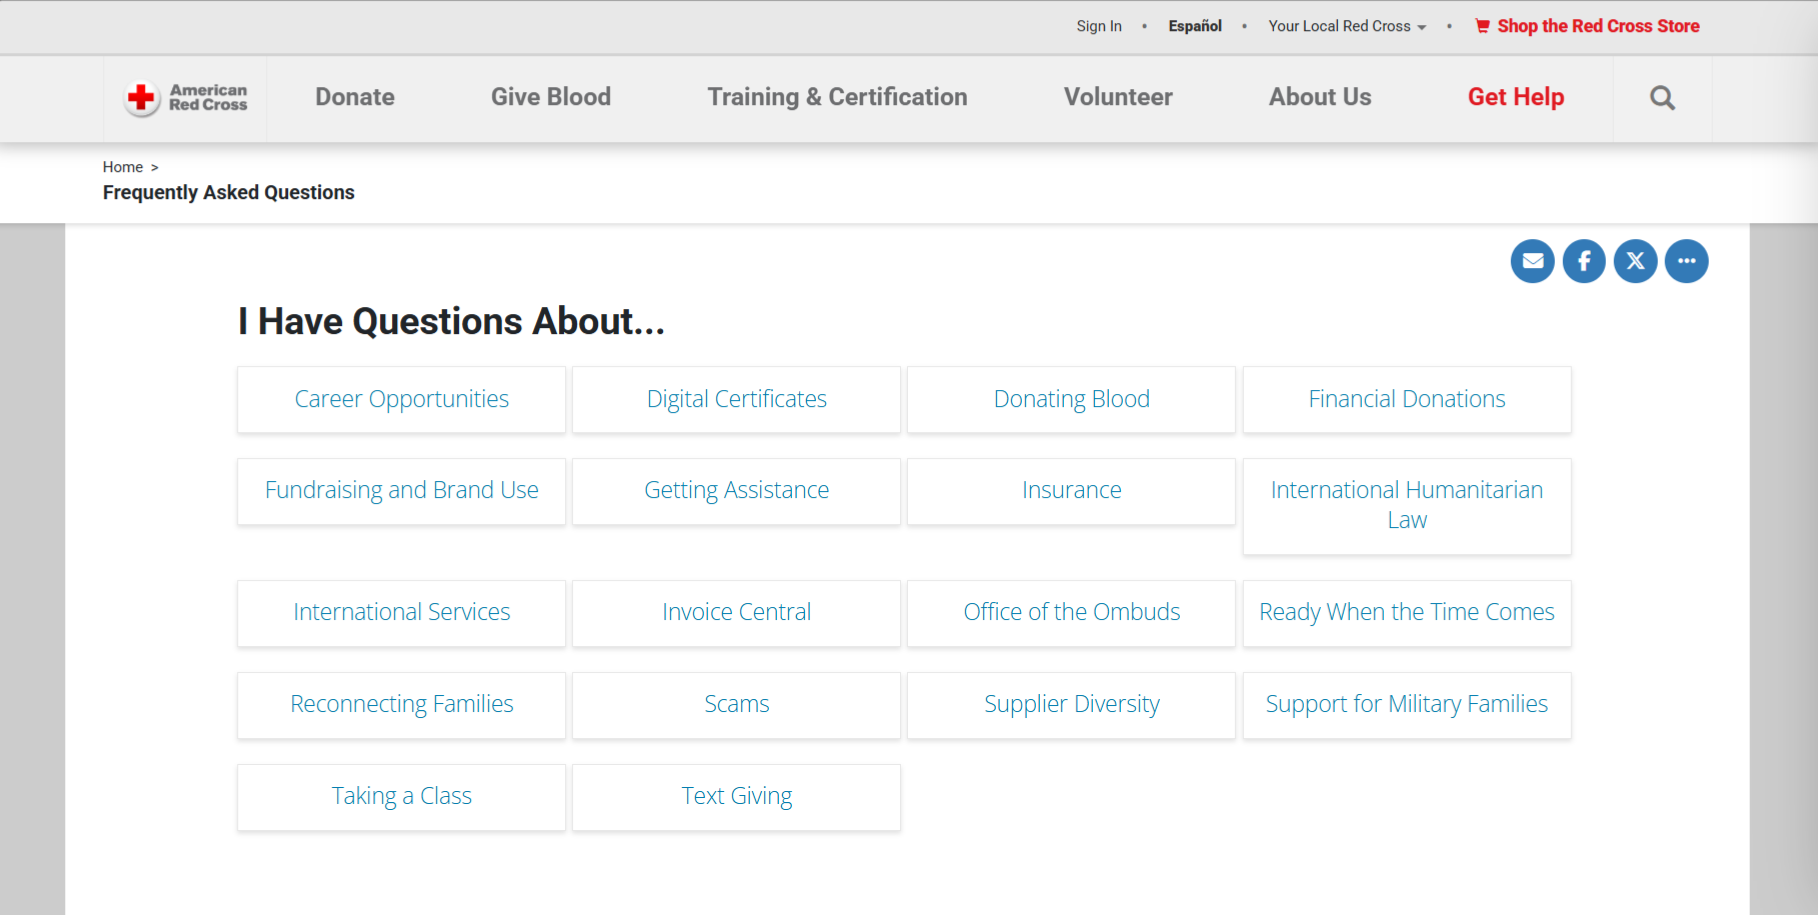 Sign In • Español • Your Local Red Cross • Shop the Red Cross Store
American
Red Cross
Donate
Give Blood
Training & Certification
Volunteer
About Us
Get Help
Home >
Frequently Asked Questions
I Have Questions About...
Career Opportunities
Digital Certificates
Donating Blood
Financial Donations
Fundraising and Brand Use
Getting Assistance
Insurance
International Humanitarian
Law
International Services
Invoice Central
Office of the Ombuds
Ready When the Time Comes
Reconnecting Families
Scams
Supplier Diversity
Support for Military Families
Taking a Class
Text Giving